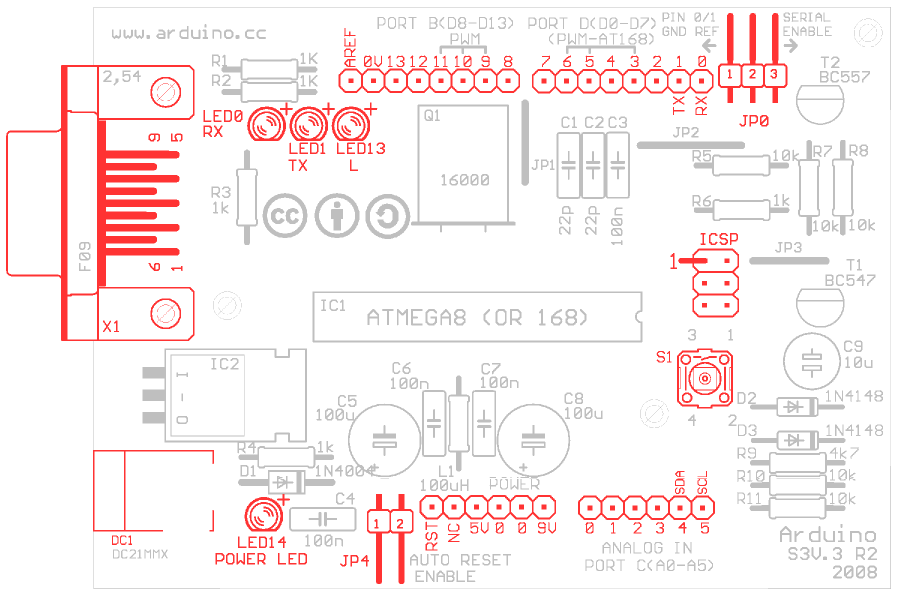 www.arduino.cc
PORT B(D8-D13)
PWM
PORT D(D0-D7)
(PWM-AT168)
PIN 0/1
GND REF
SERIAL
ENABLE
AREF
0V
13
12
11
10
9
8
7
6
5
4
3
2
1
0
TX
RX
1
2
3
JP0
T2
BC557
2,54
R1
1K
R2
1K
LED0
RX
LED1
TX
LED13
L
9
5
6
1
F09
X1
R3
1k
cc
Q1
16000
JP1
C1
C2
C3
22p
22p
100n
JP2
R5
10k
R6
1k
R7
10k
R8
10k
ICSP
1
JP3
T1
BC547
IC1
ATMEGA8 (OR 168)
3
1
S1
4
2
C9
10u
IC2
I
-
O
C6
100n
C7
100n
C5
100u
C8
100u
D2
1N4148
D3
1N4148
R4
1k
D1
1N4004
L1
100uH
POWER
R9
4k7
R10
10k
R11
10k
DC1
DC21MMX
LED14
POWER LED
C4
100n
1
2
JP4
RST
NC
5V
0
0
9V
AUTO RESET
ENABLE
SDA
SCL
0
1
2
3
4
5
ANALOG IN
PORT C(A0-A5)
Arduino
S3V.3 R2
2008